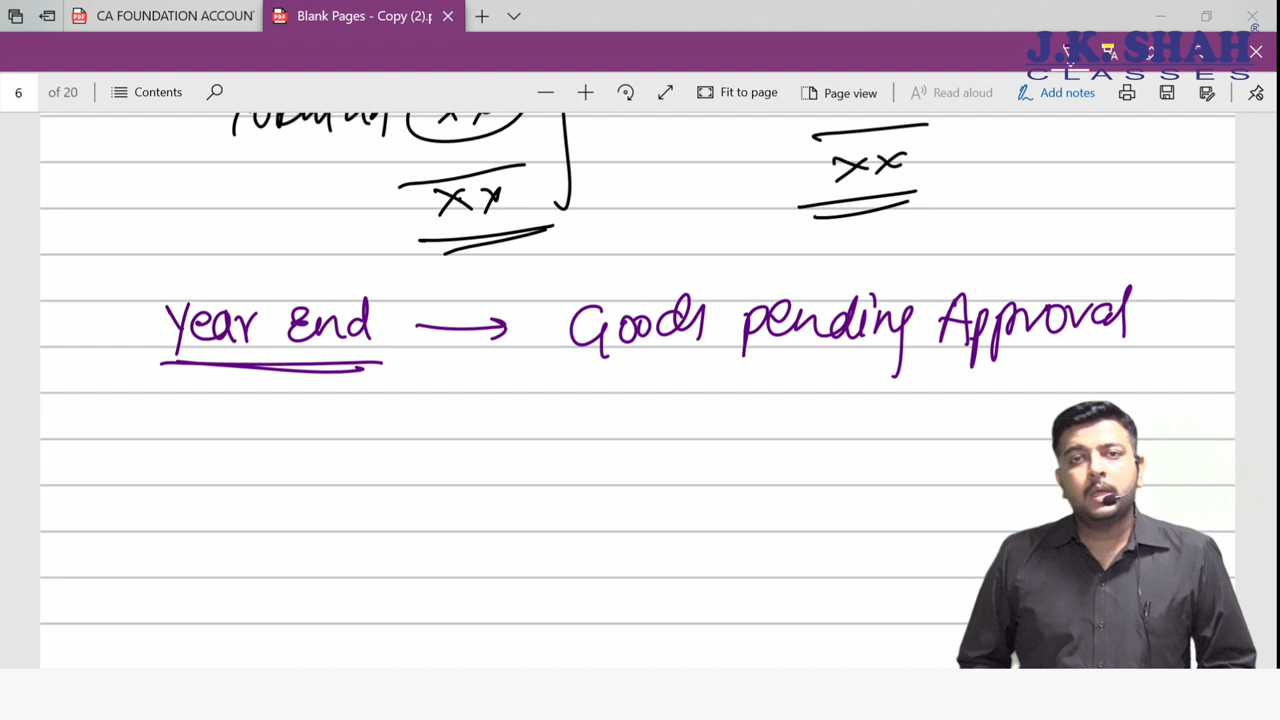 CA FOUNDATION ACCOUN
Blank Pages - Copy (2).p
J.K. SHAH®
CLASSES
6 of 20
Contents
Fit to page
Page view
Read aloud
Add notes
xx
xx
xx
Year End → Goods pending Approval